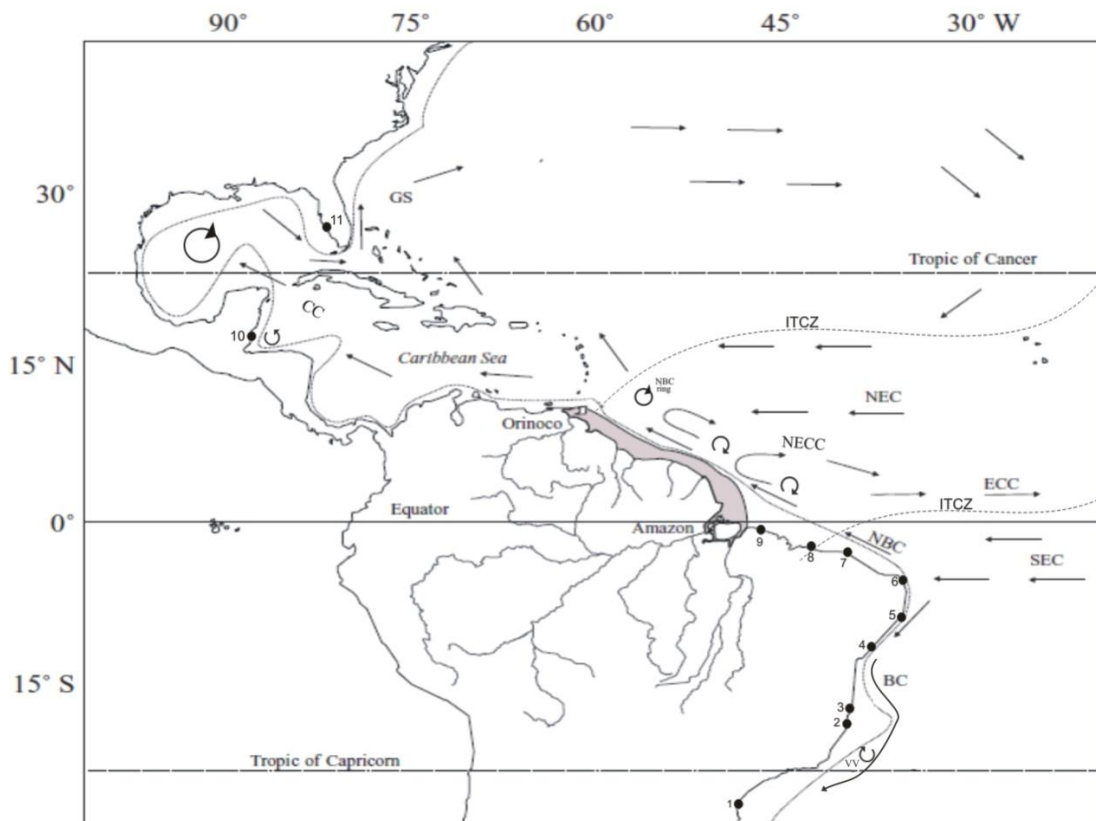 90° 75° 60° 45° 30° W
30°
GS
11
Tropic of Cancer
CC
ITCZ
10
15° N
Caribbean Sea
NBC
ring
NEC
Orinoco
NECC
ECC
Equator
ITCZ
0°
Amazon
9
8
7
NBC
SEC
6
5
4
15° S
BC
3
2
Tropic of Capricorn
VV
1